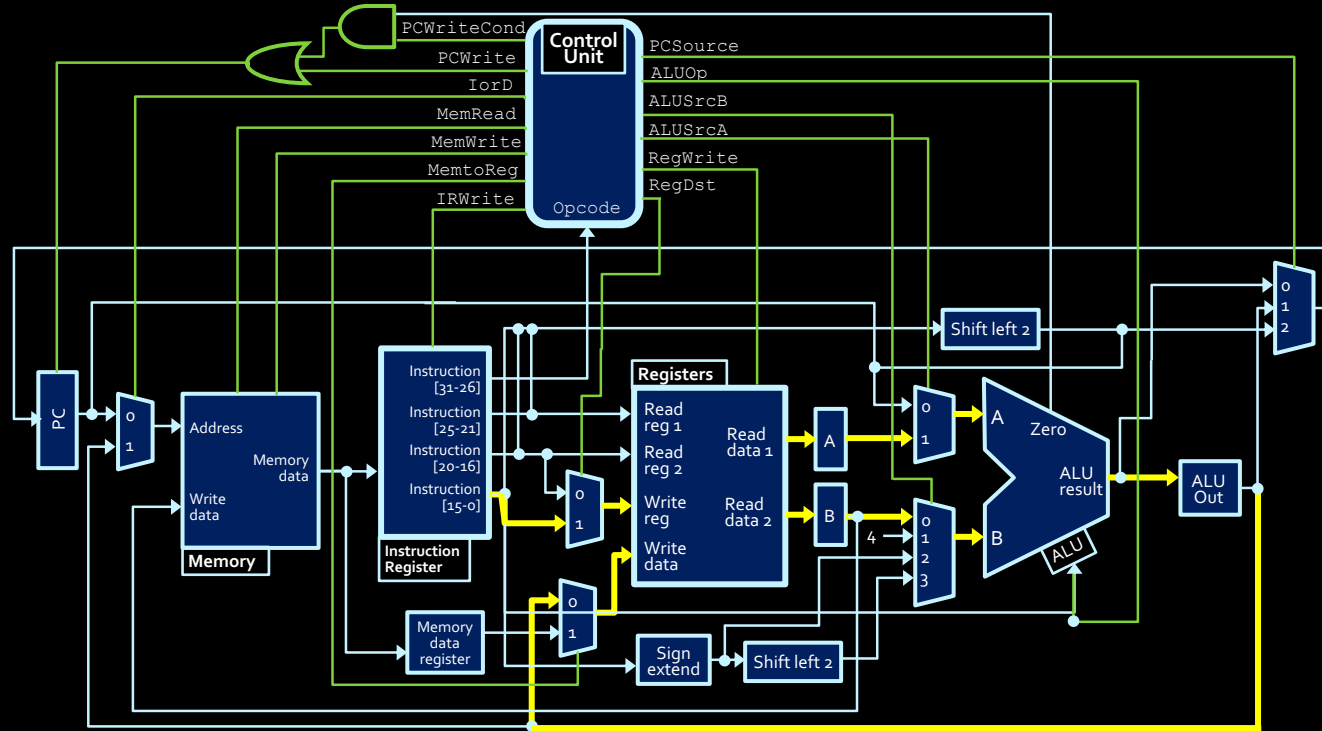 PCWriteCond
PCWrite
IorD
MemRead
MemWrite
MemtoReg
IRWrite
Control
Unit
Opcode
PCSource
ALUOp
ALUSrcB
ALUSrcA
RegWrite
RegDst
PC
0
1
Address
Memory
data
Write
data
Memory
Instruction
[31-26]
Instruction
[25-21]
Instruction
[20-16]
Instruction
[15-0]
Instruction
Register
Memory
data
register
0
1
0
1
Registers
Read
reg 1
Read
reg 2
Write
reg
Write
data
Read
data 1
Read
data 2
A
B
Sign
extend
Shift left 2
Shift left 2
0
1
4
0
1
2
3
A
B
Zero
ALU
result
ALU
ALU
Out
0
1
2